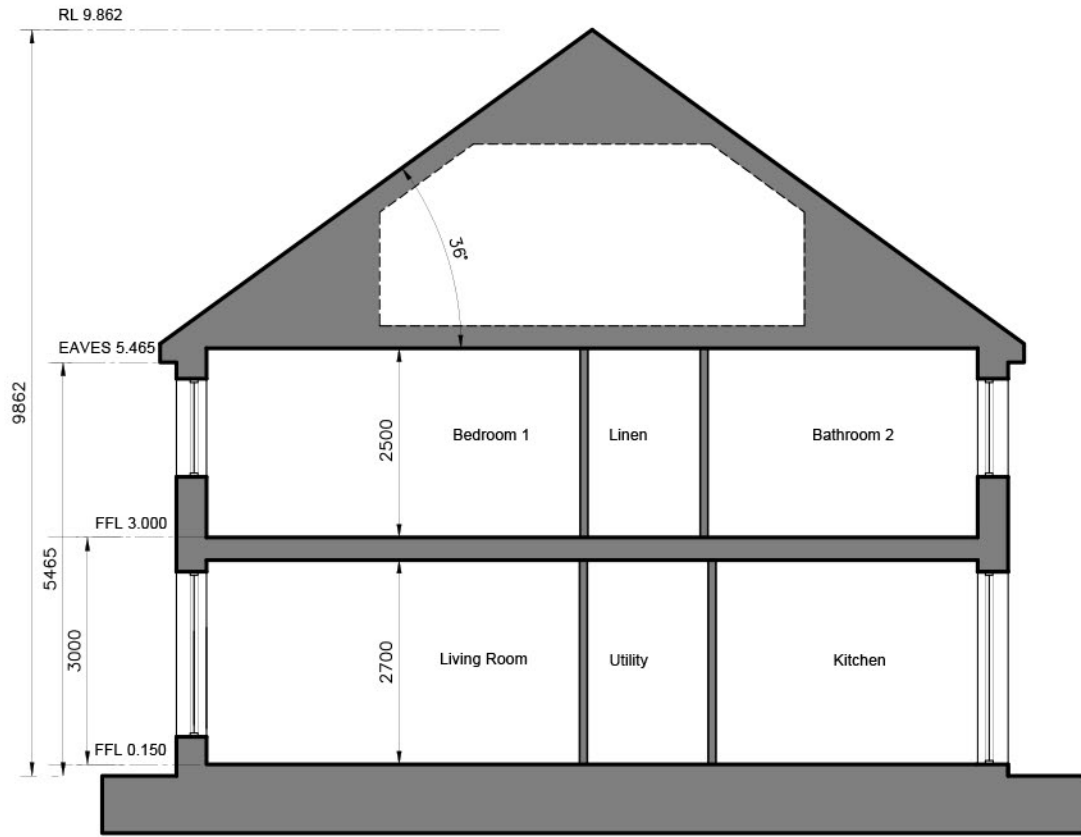 RL 9.862
36°
EAVES 5.465
9862
2500
Bedroom 1
Linen
Bathroom 2
FFL 3.000
5465
3000
2700
Living Room
Utility
Kitchen
FFL 0.150